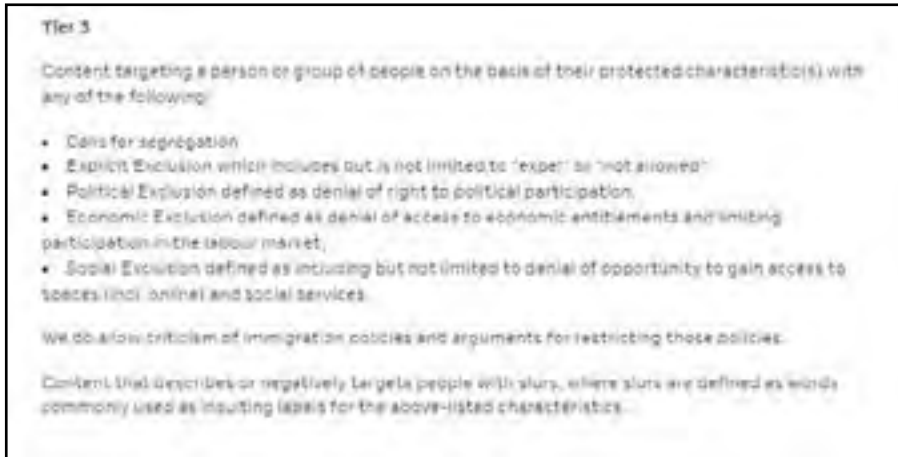 Tier 3
Content targeting a person or group of people on the basis of their protected characteristic(s) with
any of the following:
• Calls for segregation
• Explicit Exclusion which includes but is not limited to "expel" or "not allowed".
• Political Exclusion defined as denial of right to political participation.
• Economic Exclusion defined as denial of access to economic entitlements and limiting
participation in the labour market,
• Social Exclusion defined as including but not limited to denial of opportunity to gain access to
spaces (incl. online) and social services.
We do allow criticism of immigration policies and arguments for restricting those policies.
Content that describes or negatively targets people with slurs, where slurs are defined as words
commonly used as insulting labels for the above-listed characteristics.